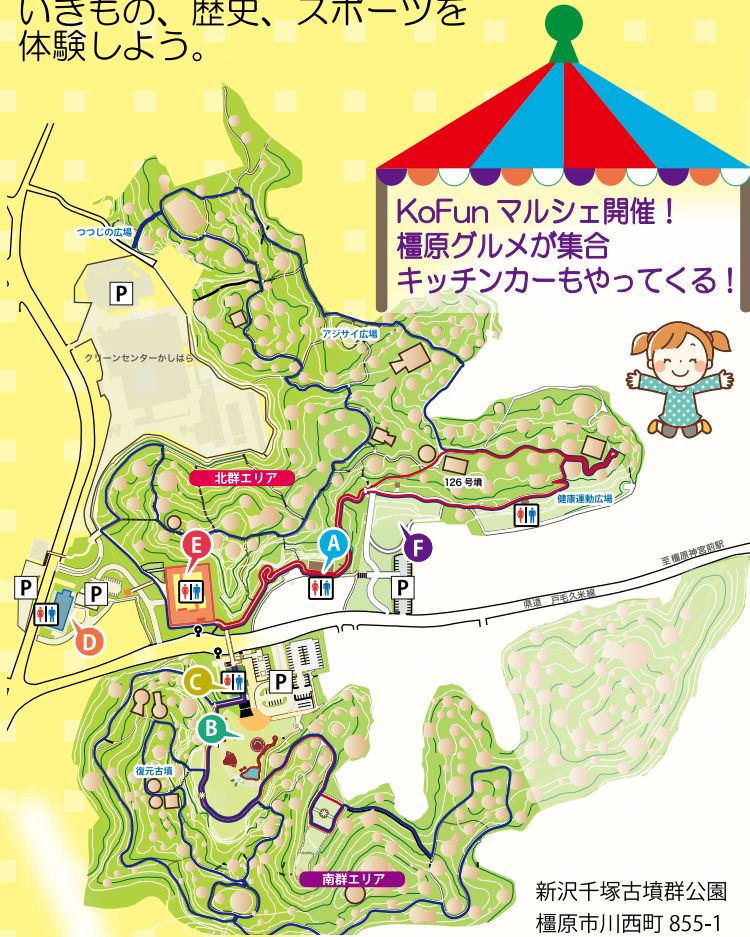 いきもの、歴史、スポーツを
体験しよう。
KoFun マルシェ開催！
橿原グルメが集合
キッチンカーもやってくる！
つつじの広場
P
アジサイ広場
クリーンセンターかしはら
北群エリア
126号墳
健康運動広場
E
A
F
至橿原神宮前駅
P
P
P
県道 戸毛久米線
D
C
P
B
復元古墳
南群エリア
新沢千塚古墳群公園
橿原市川西町 855-1